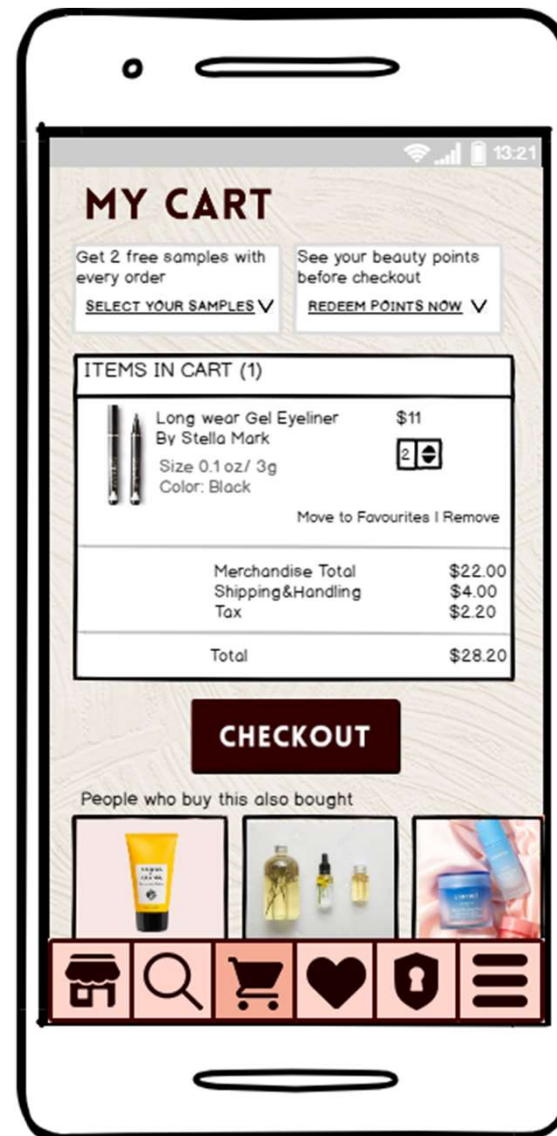 13:21
MY CART
Get 2 free samples with
every order
SELECT YOUR SAMPLES
See your beauty points
before checkout
REDEEM POINTS NOW
ITEMS IN CART (1)
Long wear Gel Eyeliner
By Stella Mark
Size 0.1 oz/ 3g
Color: Black
$11
2
Move to Favourites | Remove
Merchandise Total $22.00
Shipping&Handling $4.00
Tax $2.20
Total $28.20
CHECKOUT
People who buy this also bought